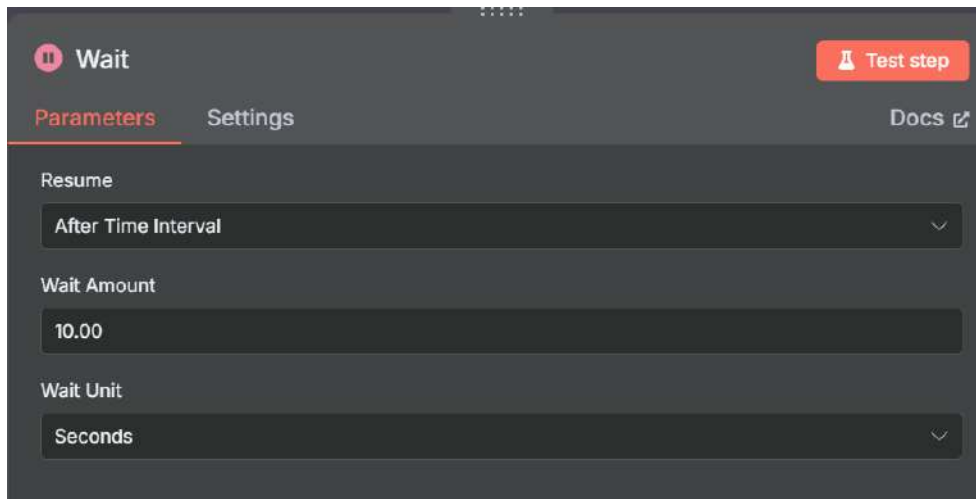 Wait
Test step
Parameters Settings Docs
Resume
After Time Interval
Wait Amount
10.00
Wait Unit
Seconds